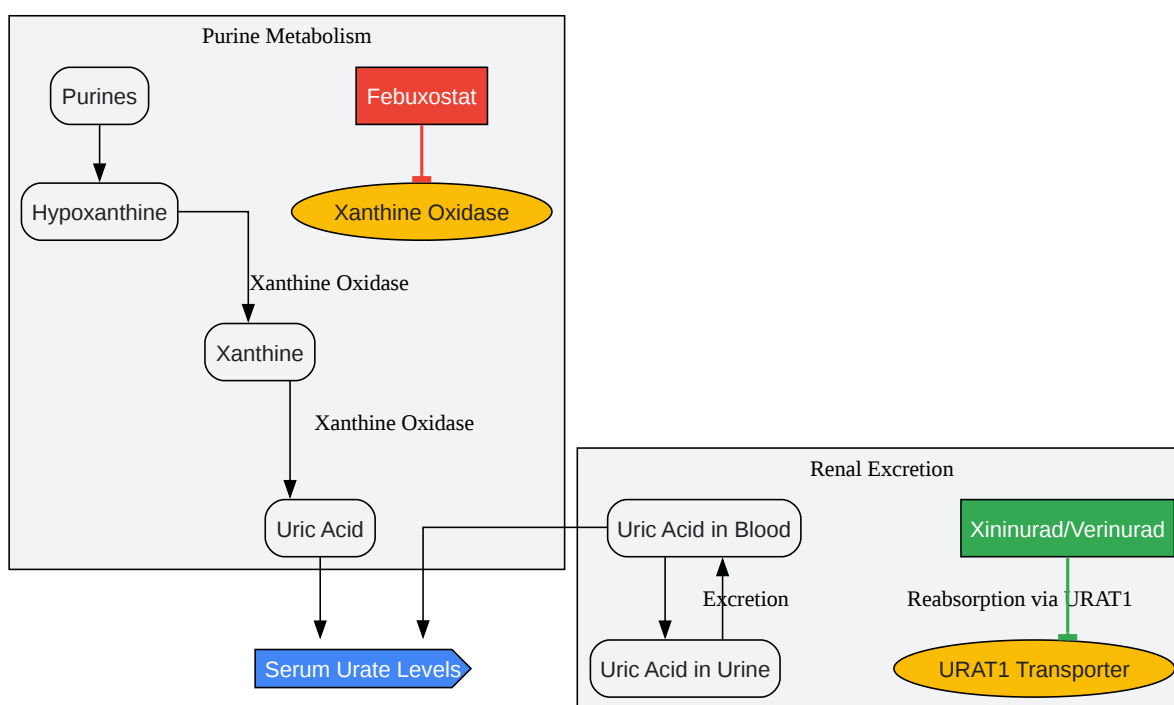 Purine Metabolism
Purines
Febuxostat
Hypoxanthine
Xanthine Oxidase
Xanthine Oxidase
Xanthine
Xanthine Oxidase
Renal Excretion
Uric Acid
Uric Acid in Blood
Xininurad/Verinurad
Excretion
Reabsorption via URAT1
Serum Urate Levels
Uric Acid in Urine
URAT1 Transporter